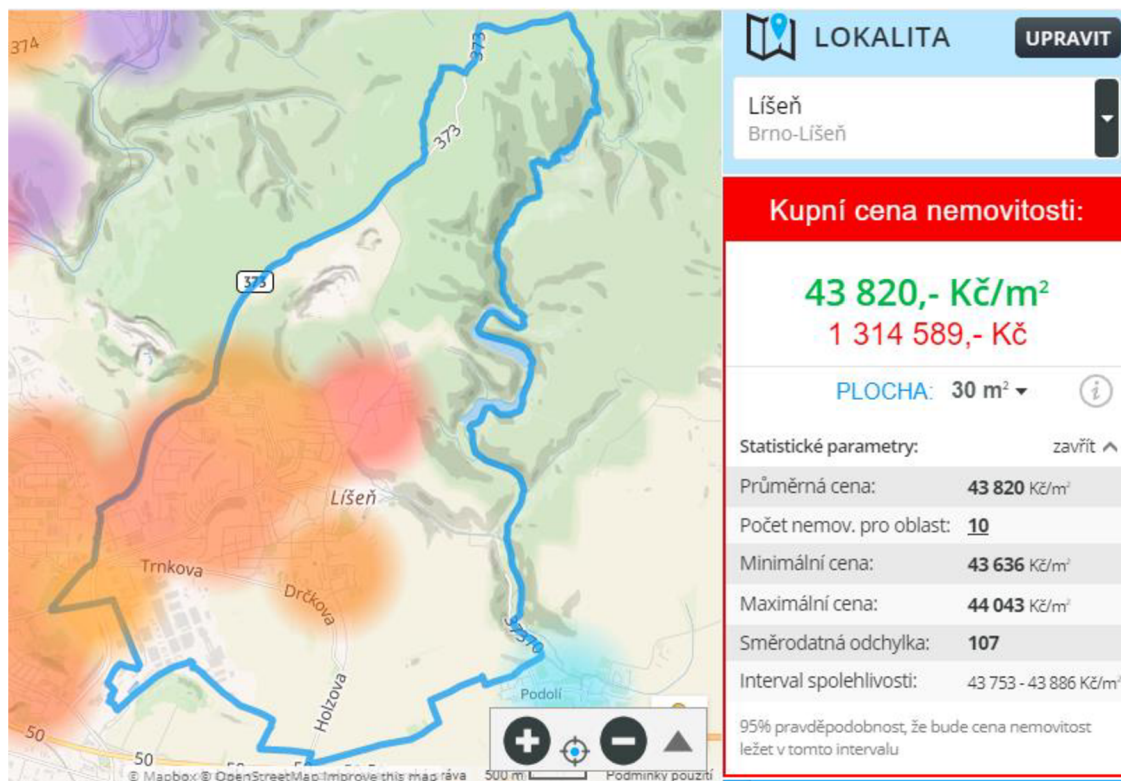 374
373
373
373
Líšeň
Trnkova
Drčkova
Holzova
37370
Podolí
50
50
50
50
© Mapbox © OpenStreetMap Improve this map
500 m
Podmínky použití
LOKALITA
UPRAVIT
Líšeň
Brno-Líšeň
Kupní cena nemovitosti:
43 820,- Kč/m²
1 314 589,- Kč
PLOCHA: 30 m²
Statistické parametry: zavřít
Průměrná cena: 43 820 Kč/m²
Počet nemov. pro oblast: 10
Minimální cena: 43 636 Kč/m²
Maximální cena: 44 043 Kč/m²
Směrodatná odchylka: 107
Interval spolehlivosti: 43 753 - 43 886 Kč/m²
95% pravděpodobnost, že bude cena nemovitost
ležet v tomto intervalu